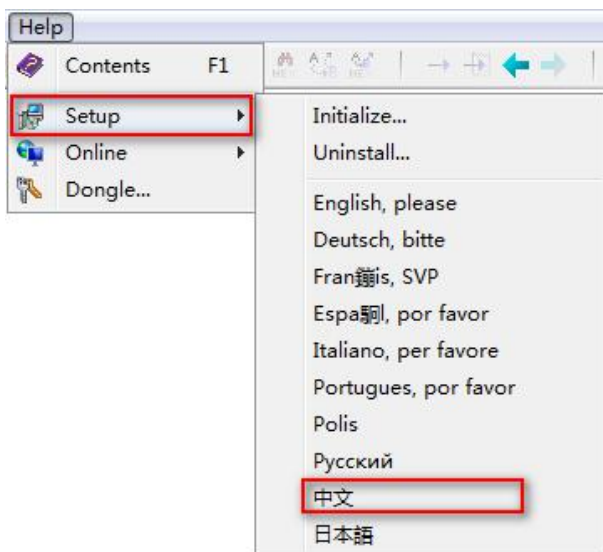 Help
Contents F1
Setup
Online
Dongle...
Initialize...
Uninstall...
English, please
Deutsch, bitte
Fran鏰is, SVP
Espa駉l, por favor
Italiano, per favore
Portugues, por favor
Polis
Русский
中文
日本語